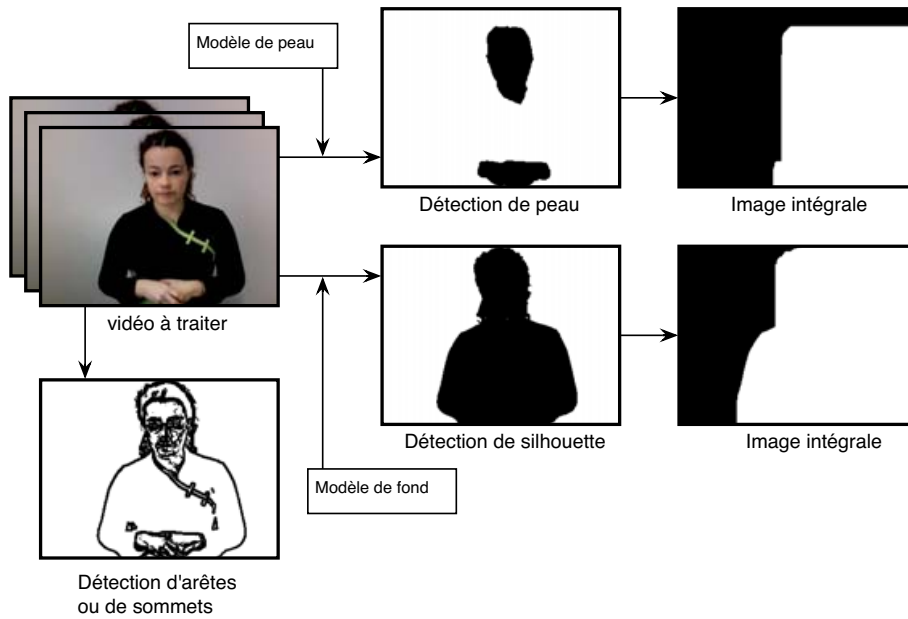 Modèle de peau
Détection de peau
Image intégrale
vidéo à traiter
Détection de silhouette
Image intégrale
Modèle de fond
Détection d'arêtes
ou de sommets